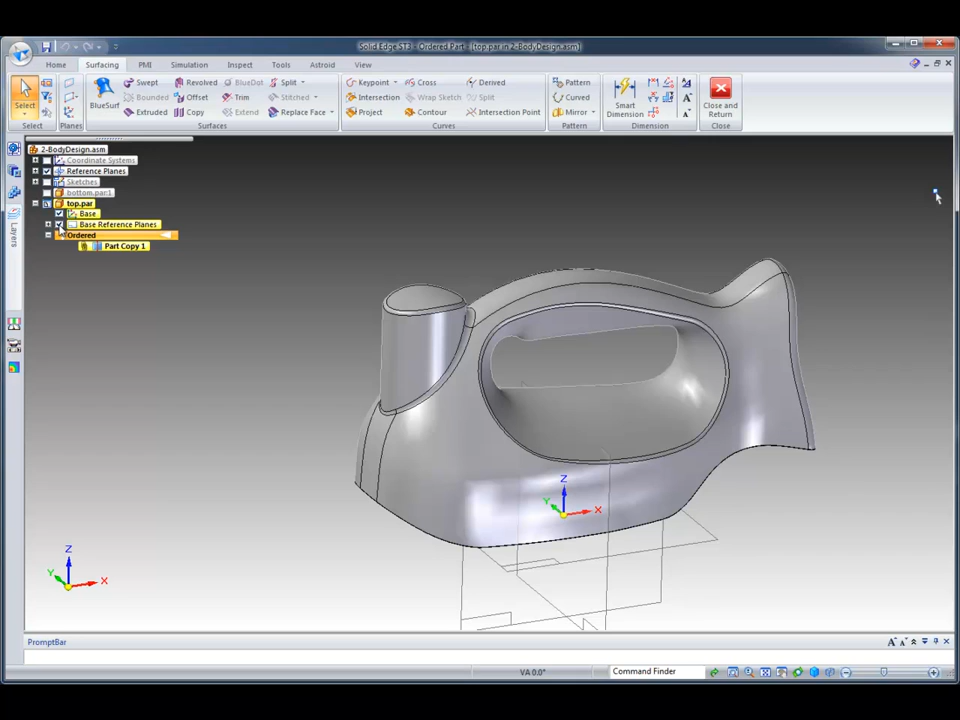 Solid Edge ST3 - Ordered Part - [top.par in 2-BodyDesign.asm]
Home Surfacing PMI Simulation Inspect Tools Astroid View
Select
Select
Planes
BlueSurf
Swept Revolved BlueDot Split
Bounded Offset Trim Stitched
Extruded Copy Extend Replace Face
Surfaces
Keypoint Cross Derived
Intersection Wrap Sketch Split
Project Contour Intersection Point
Curves
Pattern
Curved
Mirror
Pattern
Smart Dimension
Dimension
Close and Return
Close
Layers
2-BodyDesign.asm
Coordinate Systems
Reference Planes
Sketches
bottom.par:1
top.par
Base
Base Reference Planes
Ordered
Part Copy 1
Z
Y
X
Z
Y
X
PromptBar
VA 0.0°
Command Finder